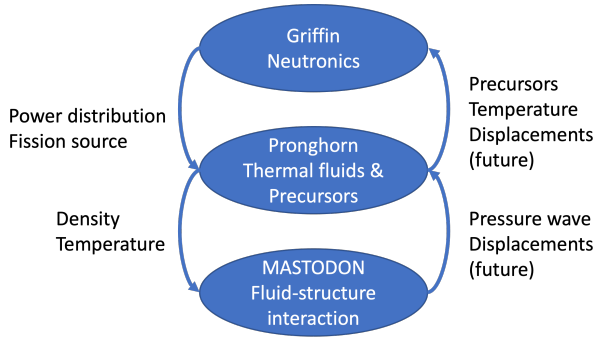 Griffin
Neutronics
Power distribution
Fission source
Precursors
Temperature
Displacements
(future)
Pronghorn
Thermal fluids &
Precursors
Density
Temperature
Pressure wave
Displacements
(future)
MASTODON
Fluid-structure
interaction